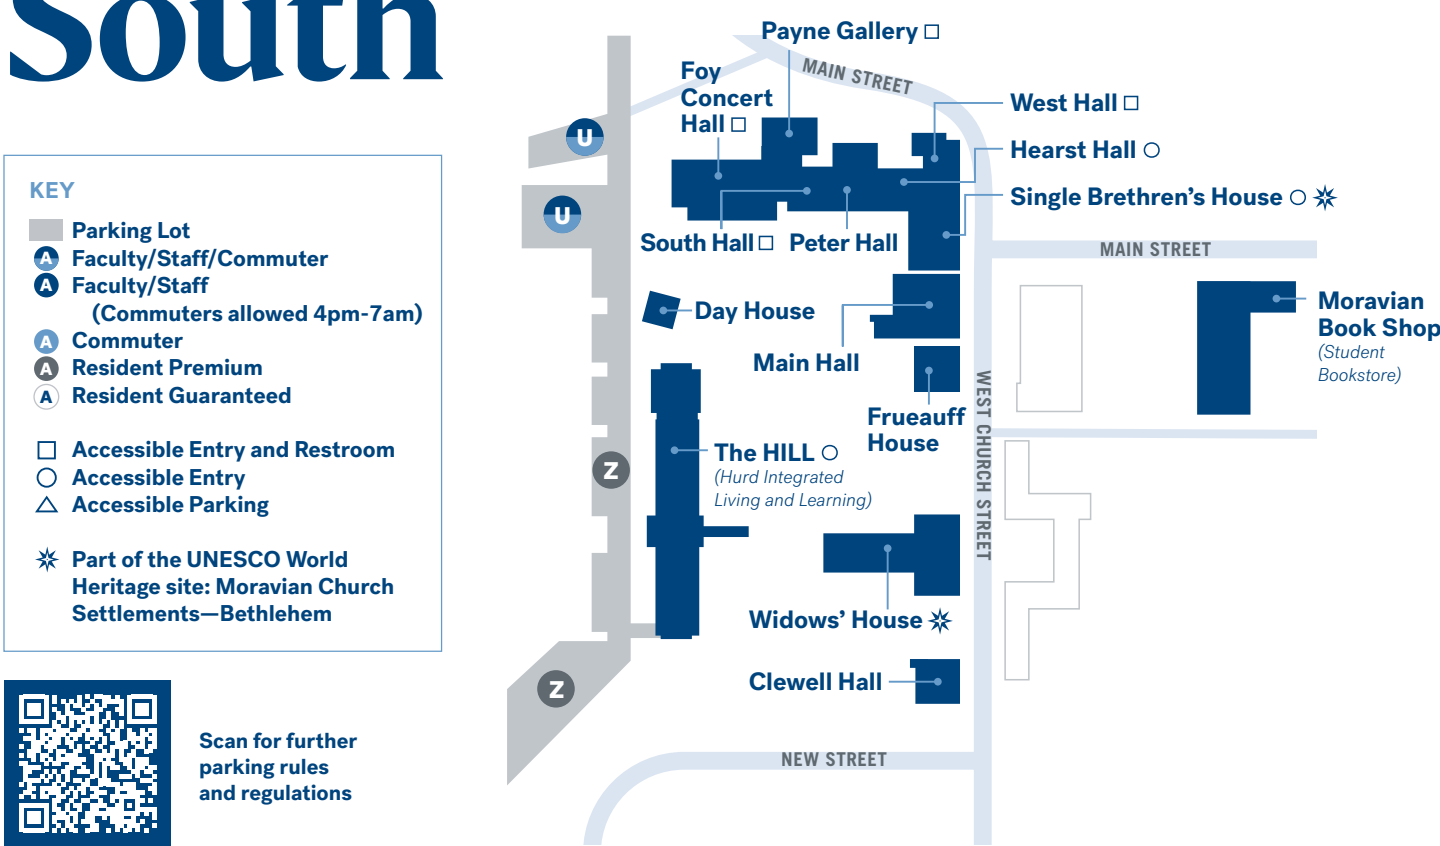 South
KEY
Parking Lot
A Faculty/Staff/Commuter
A Faculty/Staff
(Commuters allowed 4pm-7am)
A Commuter
A Resident Premium
A Resident Guaranteed
Accessible Entry and Restroom
Accessible Entry
Accessible Parking
Part of the UNESCO World
Heritage site: Moravian Church
Settlements—Bethlehem
Scan for further
parking rules
and regulations
Payne Gallery
MAIN STREET
Foy
Concert
Hall
West Hall
Hearst Hall
Single Brethren’s House
U
U
South Hall
Peter Hall
MAIN STREET
Day House
Main Hall
Moravian
Book Shop
(Student
Bookstore)
Frueauff
House
WEST CHURCH STREET
The HILL
(Hurd Integrated
Living and Learning)
Z
Widows’ House
Clewell Hall
Z
NEW STREET